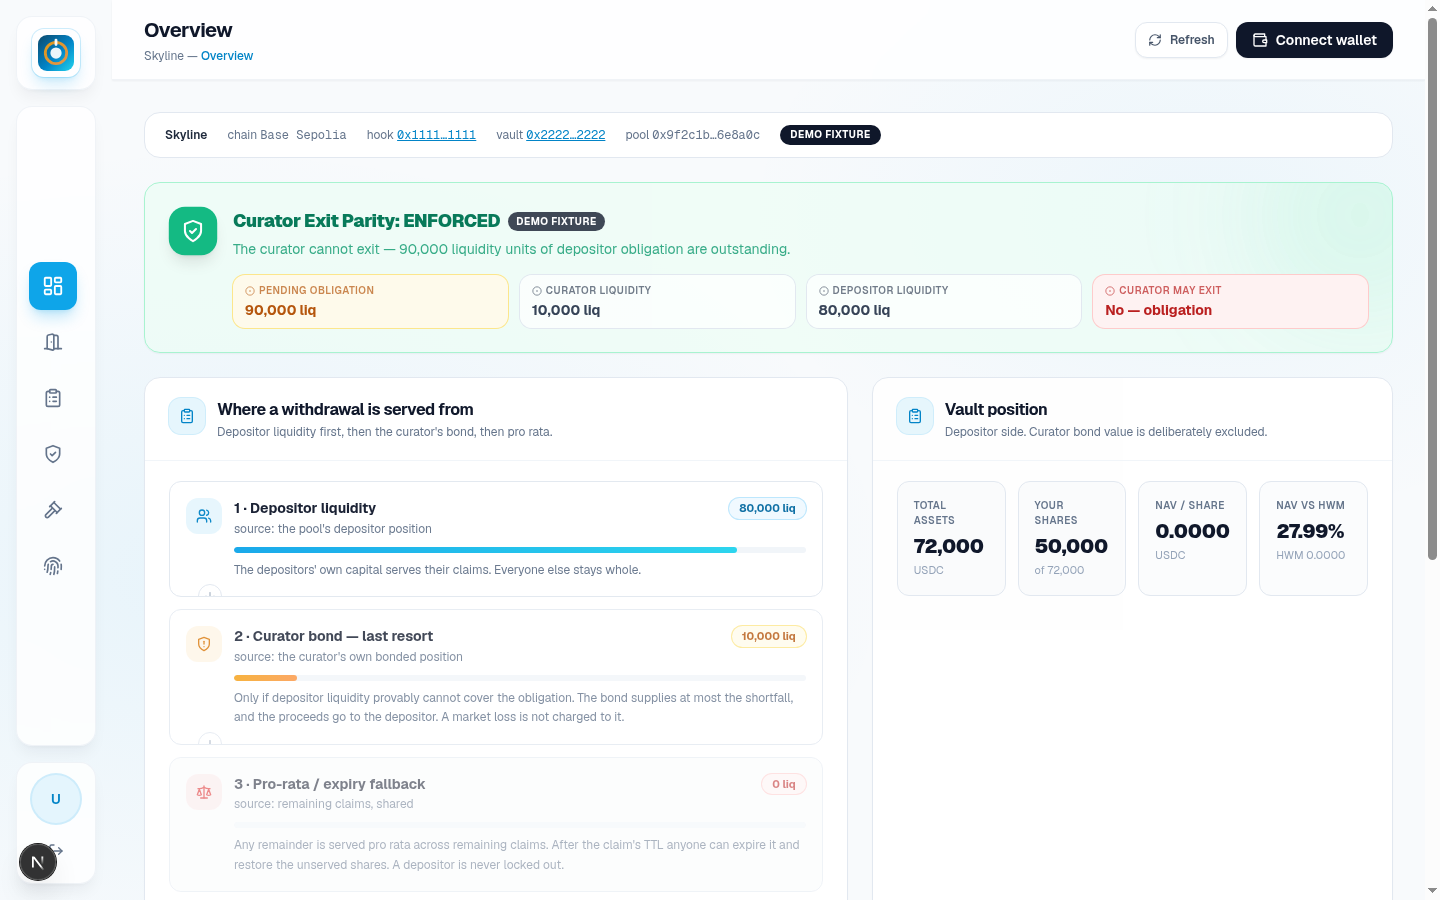 Overview
Skyline — Overview
Refresh
Connect wallet
Skyline chain Base Sepolia hook 0x1111…1111 vault 0x2222…2222 pool 0x9f2c1b…6e8a0c DEMO FIXTURE
Curator Exit Parity: ENFORCED DEMO FIXTURE
The curator cannot exit — 90,000 liquidity units of depositor obligation are outstanding.
PENDING OBLIGATION
90,000 liq
CURATOR LIQUIDITY
10,000 liq
DEPOSITOR LIQUIDITY
80,000 liq
CURATOR MAY EXIT
No — obligation
Where a withdrawal is served from
Depositor liquidity first, then the curator's bond, then pro rata.
1 · Depositor liquidity
80,000 liq
source: the pool's depositor position
The depositors' own capital serves their claims. Everyone else stays whole.
2 · Curator bond — last resort
10,000 liq
source: the curator's own bonded position
Only if depositor liquidity provably cannot cover the obligation. The bond supplies at most the shortfall,
and the proceeds go to the depositor. A market loss is not charged to it.
3 · Pro-rata / expiry fallback
0 liq
source: remaining claims, shared
Any remainder is served pro rata across remaining claims. After the claim's TTL anyone can expire it and
restore the unserved shares. A depositor is never locked out.
Vault position
Depositor side. Curator bond value is deliberately excluded.
TOTAL
ASSETS
72,000
USDC
YOUR
SHARES
50,000
of 72,000
NAV / SHARE
0.0000
USDC
NAV VS HWM
27.99%
HWM 0.0000
U
N